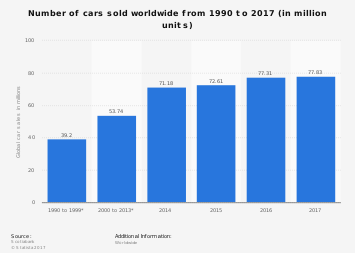 Number of cars sold worldwide from 1990 to 2017 (in million
units)
100
80
60
40
20
0
Global car sales in millions
39.2
53.74
71.18
72.61
77.31
77.83
1990 to 1999*
2000 to 2013*
2014
2015
2016
2017
Source:
Scotiabank
© Statista 2017
Additional Information:
Worldwide